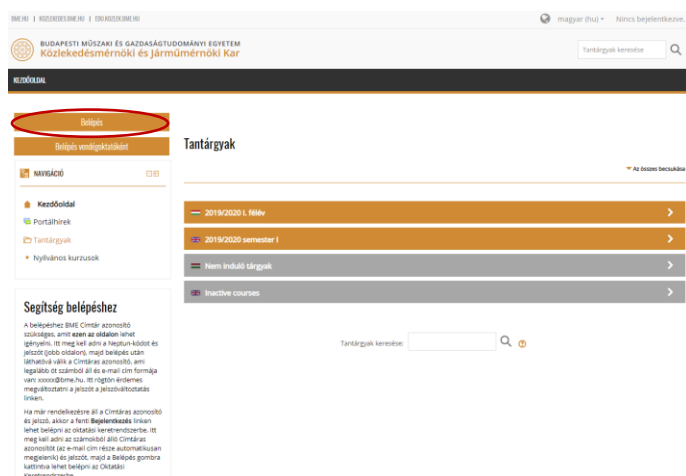 BME.HU | KOZLEKEDES.BME.HU | EDU.KOZLEK.BME.HU
magyar (hu) Nincs bejelentkezve.
BUDAPESTI MŰSZAKI ÉS GAZDASÁGTUDOMÁNYI EGYETEM
Közlekedésmérnöki és Járműmérnöki Kar
Tantárgyak keresése
KEZDŐOLDAL
Belépés
Belépés vendégoktatóként
Tantárgyak
NAVIGÁCIÓ
Az összes becsukása
Kezdőoldal
Portálhírek
Tantárgyak
Nyilvános kurzusok
2019/2020 I. félév
2019/2020 semester I
Nem induló tárgyak
Inactive courses
Tantárgyak keresése:
Segítség belépéshez
A belépéshez BME Címtár azonosító
szükséges, amit ezen az oldalon lehet
igényelni. Itt meg kell adni a Neptun-kódot és
jelszót (jobb oldalon), majd belépés után
láthatóvá válik a Címtáras azonosító, ami
legalább öt számból áll és e-mail cím formája
van: xxxxx@bme.hu. Itt rögtön érdemes
megváltoztatni a jelszót a Jelszóváltoztatás
linken.
Ha már rendelkezésre áll a Címtáras azonosító
és jelszó, akkor a fenti Bejelentkezés linken
lehet belépni az oktatási keretrendszerbe. Itt
meg kell adni az számokból álló Címtáras
azonosítót (az e-mail cím része automatikusan
megjelenik) és jelszót, majd a Belépés gombra
kattintva lehet belépni az Oktatási
Keretrendszerbe.